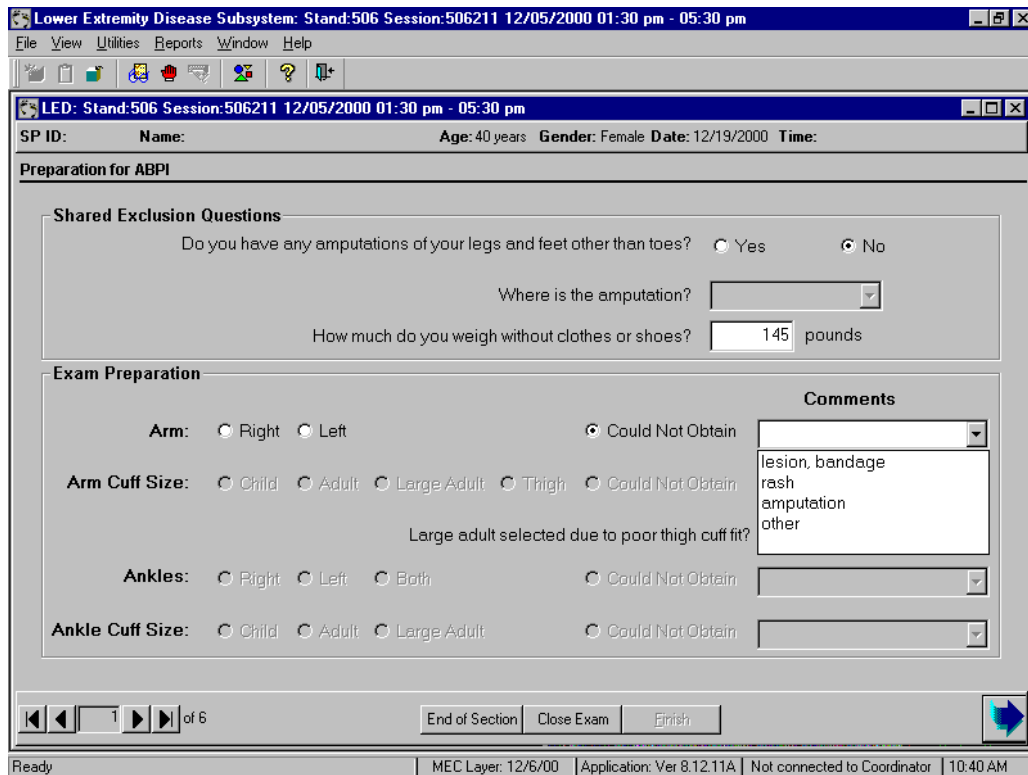 Lower Extremity Disease Subsystem: Stand:506 Session:506211 12/05/2000 01:30 pm - 05:30 pm
File View Utilities Reports Window Help
LED: Stand:506 Session:506211 12/05/2000 01:30 pm - 05:30 pm
SP ID: Name: Age: 40 years Gender: Female Date: 12/19/2000 Time:
Preparation for ABPI
Shared Exclusion Questions
Do you have any amputations of your legs and feet other than toes? Yes No
Where is the amputation?
How much do you weigh without clothes or shoes? 145 pounds
Exam Preparation
Comments
Arm: Right Left Could Not Obtain
lesion, bandage
Arm Cuff Size: Child Adult Large Adult Thigh Could Not Obtain rash
amputation
Large adult selected due to poor thigh cuff fit? other
Ankles: Right Left Both Could Not Obtain
Ankle Cuff Size: Child Adult Large Adult Could Not Obtain
1 of 6 End of Section Close Exam Finish
Ready MEC Layer: 12/6/00 Application: Ver 8.12.11A Not connected to Coordinator 10:40 AM